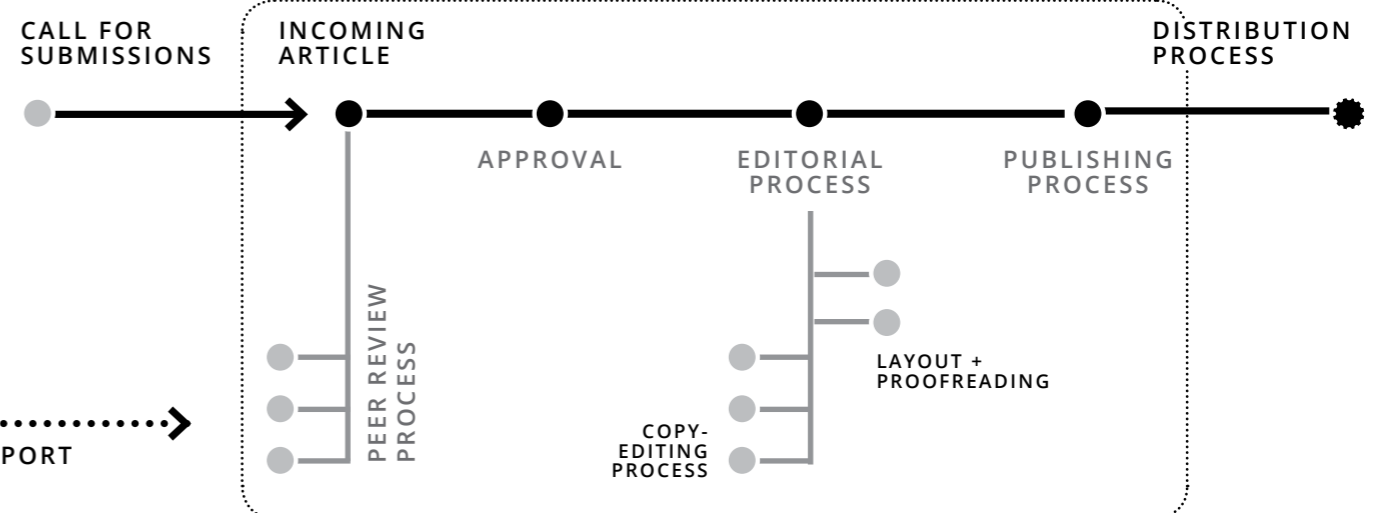 CALL FOR
SUBMISSIONS
INCOMING
ARTICLE
DISTRIBUTION
PROCESS
APPROVAL
EDITORIAL
PROCESS
PUBLISHING
PROCESS
PEER REVIEW
PROCESS
LAYOUT +
PROOFREADING
COPY-
EDITING
PROCESS
PORT